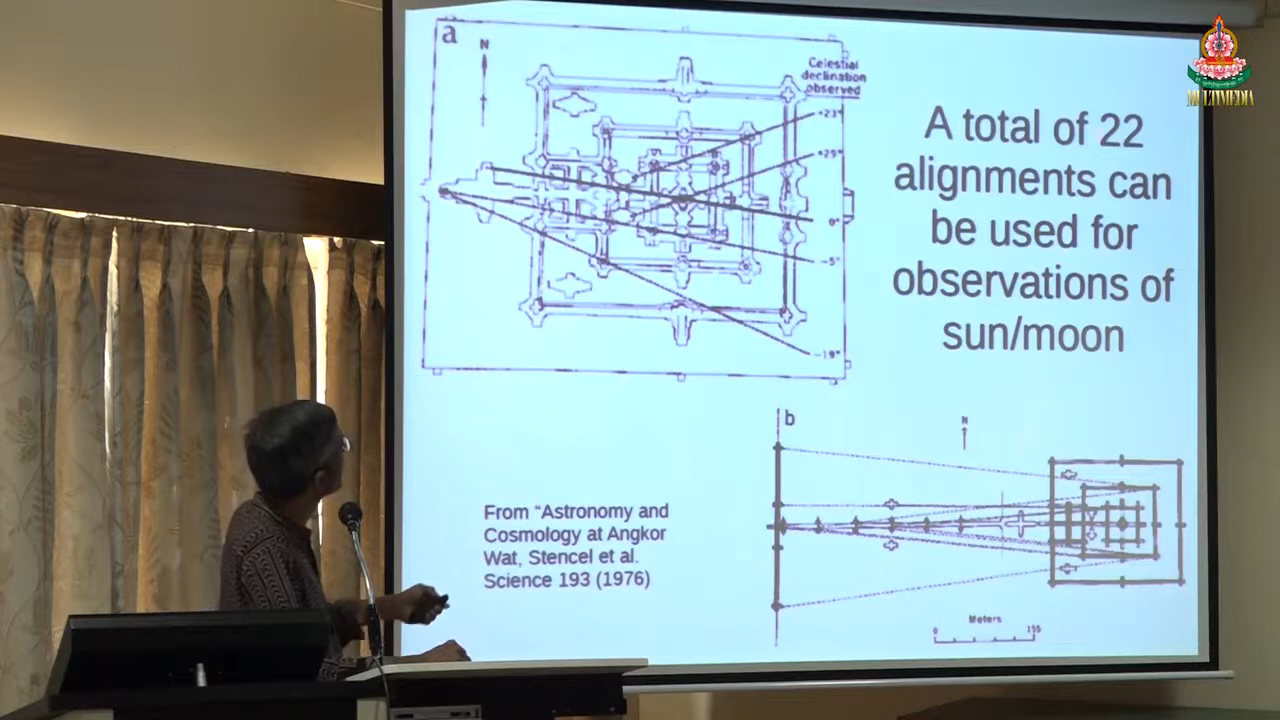 a
N
Celestial
declination
observed
+23°
+29°
0°
-5°
-19°
A total of 22
alignments can
be used for
observations of
sun/moon
b
N
From “Astronomy and
Cosmology at Angkor
Wat, Stencel et al.
Science 193 (1976)
Meters
0 155
MULTIMEDIA